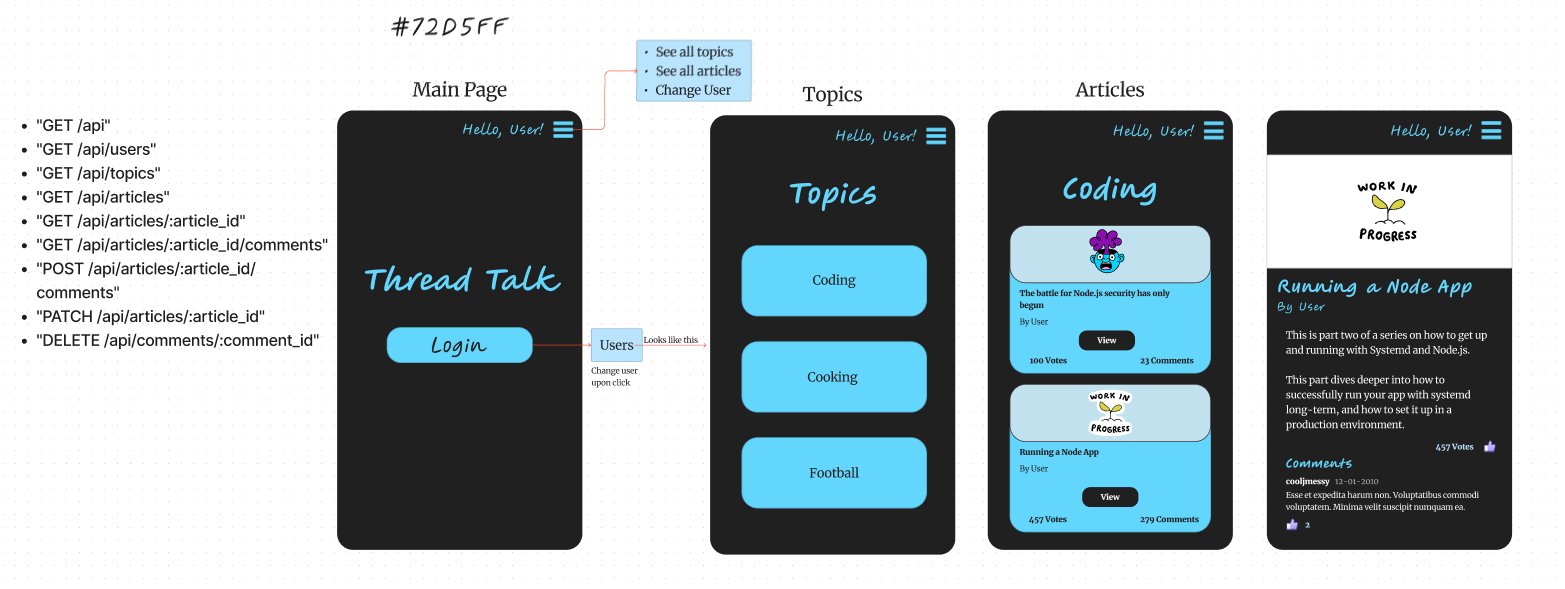 #72D5FF
• "GET /api"
• "GET /api/users"
• "GET /api/topics"
• "GET /api/articles"
• "GET /api/articles/:article_id"
• "GET /api/articles/:article_id/comments"
• "POST /api/articles/:article_id/
comments"
• "PATCH /api/articles/:article_id"
• "DELETE /api/comments/:comment_id"
Main Page
Hello, User!
Thread Talk
Login
• See all topics
• See all articles
• Change User
Users
Change user
upon click
Looks like this
Topics
Hello, User!
Topics
Coding
Cooking
Football
Articles
Hello, User!
Coding
The battle for Node.js security has only
begun
By User
View
100 Votes
23 Comments
WORK IN
PROGRESS
Running a Node App
By User
View
457 Votes
279 Comments
Hello, User!
WORK IN
PROGRESS
Running a Node App
By User
This is part two of a series on how to get up
and running with Systemd and Node.js.
This part dives deeper into how to
successfully run your app with systemd
long-term, and how to set it up in a
production environment.
457 Votes
Comments
cooljmessy 12-01-2010
Esse et expedita harum non. Voluptatibus commodi
voluptatem. Minima velit suscipit numquam ea.
2